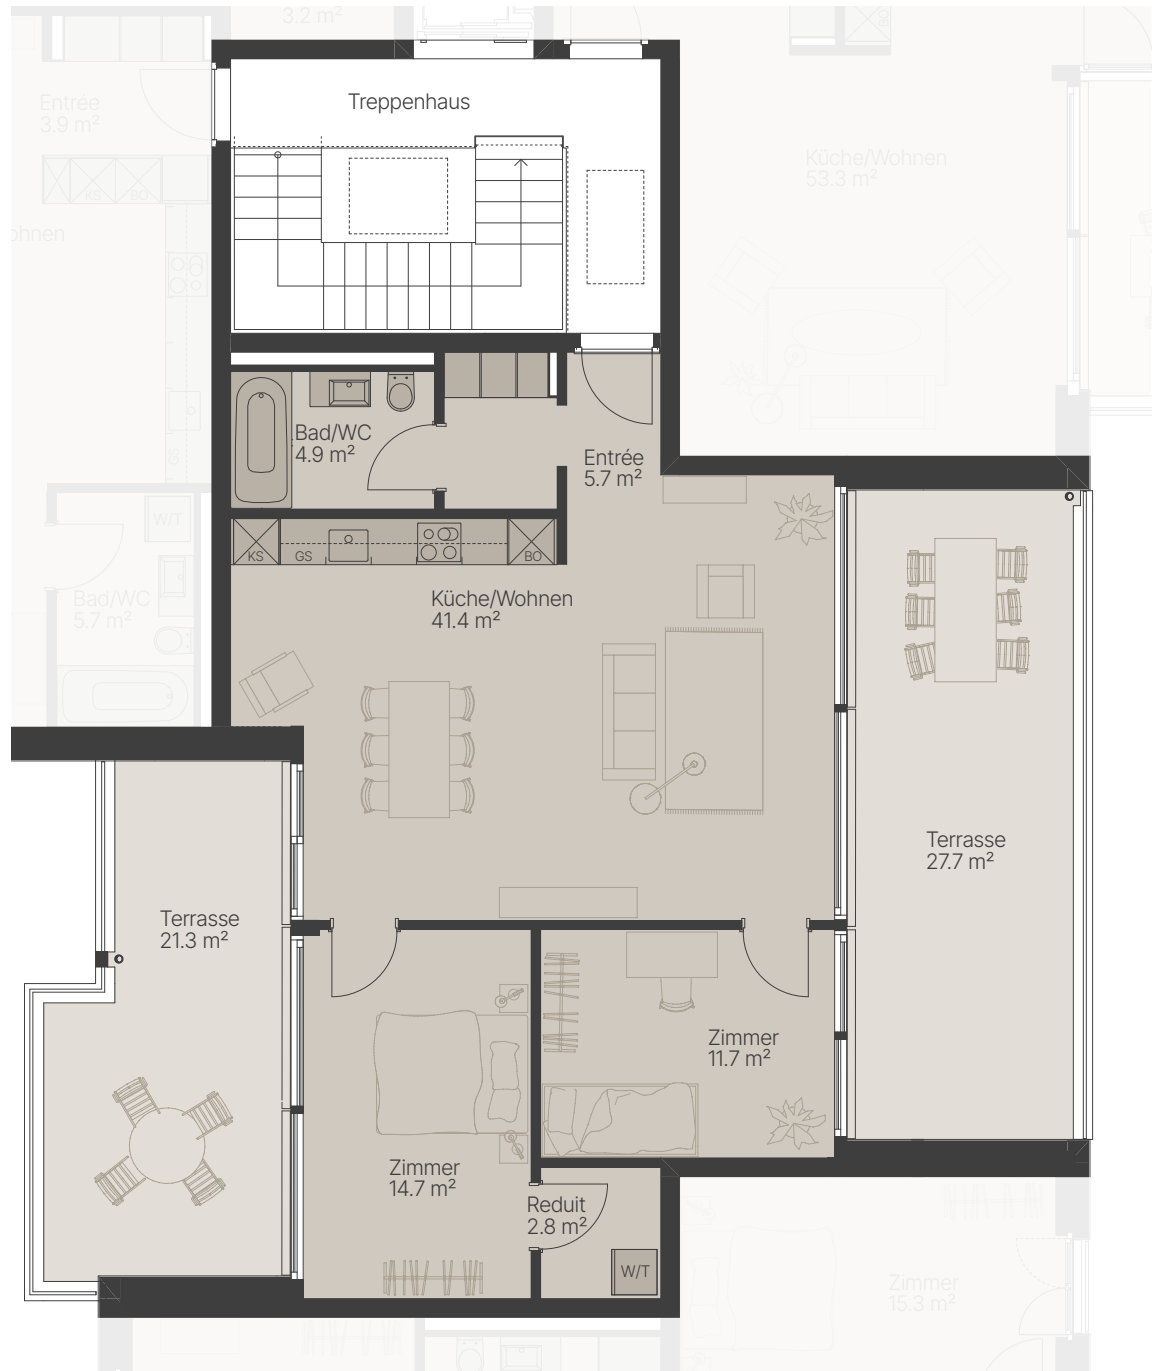 3.2 m²
BO
Treppenhaus
Entrée
3.9 m²
Küche/Wohnen
53.3 m²
KS
BO
ohnen
Bad/WC
4.9 m²
Entrée
5.7 m²
GS
W/T
KS
GS
BO
Küche/Wohnen
41.4 m²
Bad/WC
5.7 m²
Terrasse
27.7 m²
Terrasse
21.3 m²
Zimmer
11.7 m²
Zimmer
14.7 m²
Reduit
2.8 m²
W/T
Zimmer
15.3 m²